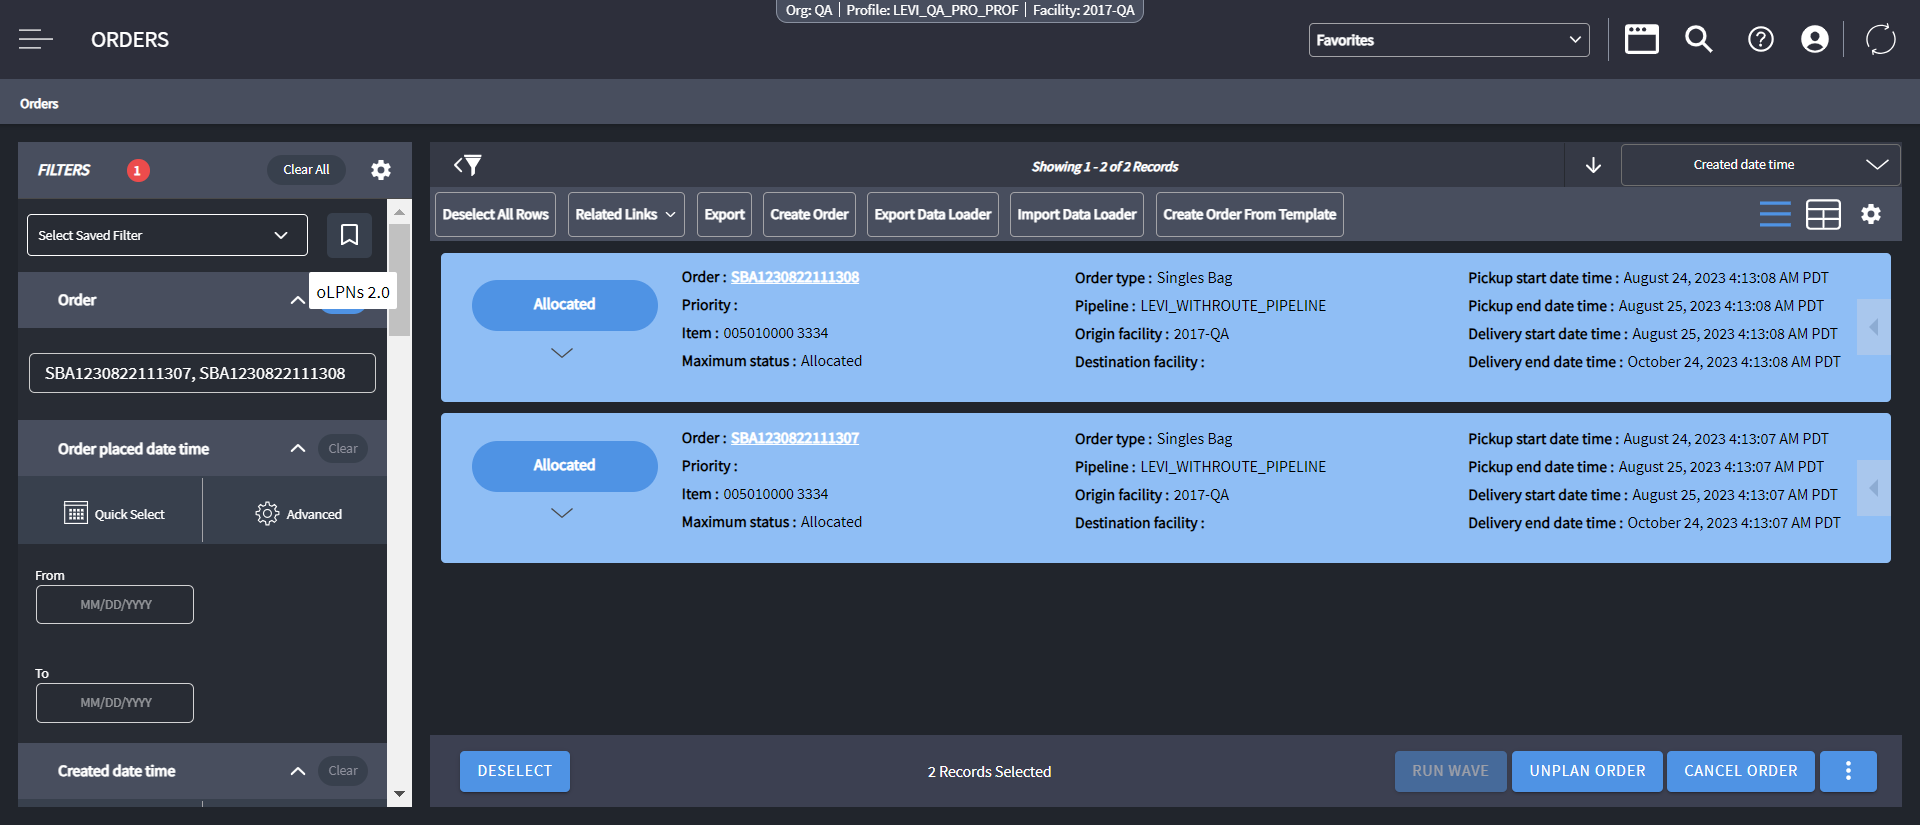 Org: QA | Profile: LEVI_QA_PRO_PROF | Facility: 2017-QA
ORDERS
Favorites
Orders
FILTERS 1 Clear All
Select Saved Filter
oLPNs 2.0
Order
SBA1230822111307, SBA1230822111308
Order placed date time Clear
Quick Select Advanced
From
MM/DD/YYYY
To
MM/DD/YYYY
Created date time Clear
Showing 1 - 2 of 2 Records
Created date time
Deselect All Rows Related Links Export Create Order Export Data Loader Import Data Loader Create Order From Template
Allocated
Order : SBA1230822111308
Priority :
Item : 005010000 3334
Maximum status : Allocated
Order type : Singles Bag
Pipeline : LEVI_WITHROUTE_PIPELINE
Origin facility : 2017-QA
Destination facility :
Pickup start date time : August 24, 2023 4:13:08 AM PDT
Pickup end date time : August 25, 2023 4:13:08 AM PDT
Delivery start date time : August 25, 2023 4:13:08 AM PDT
Delivery end date time : October 24, 2023 4:13:08 AM PDT
Allocated
Order : SBA1230822111307
Priority :
Item : 005010000 3334
Maximum status : Allocated
Order type : Singles Bag
Pipeline : LEVI_WITHROUTE_PIPELINE
Origin facility : 2017-QA
Destination facility :
Pickup start date time : August 24, 2023 4:13:07 AM PDT
Pickup end date time : August 25, 2023 4:13:07 AM PDT
Delivery start date time : August 25, 2023 4:13:07 AM PDT
Delivery end date time : October 24, 2023 4:13:07 AM PDT
DESELECT
2 Records Selected
RUN WAVE UNPLAN ORDER CANCEL ORDER